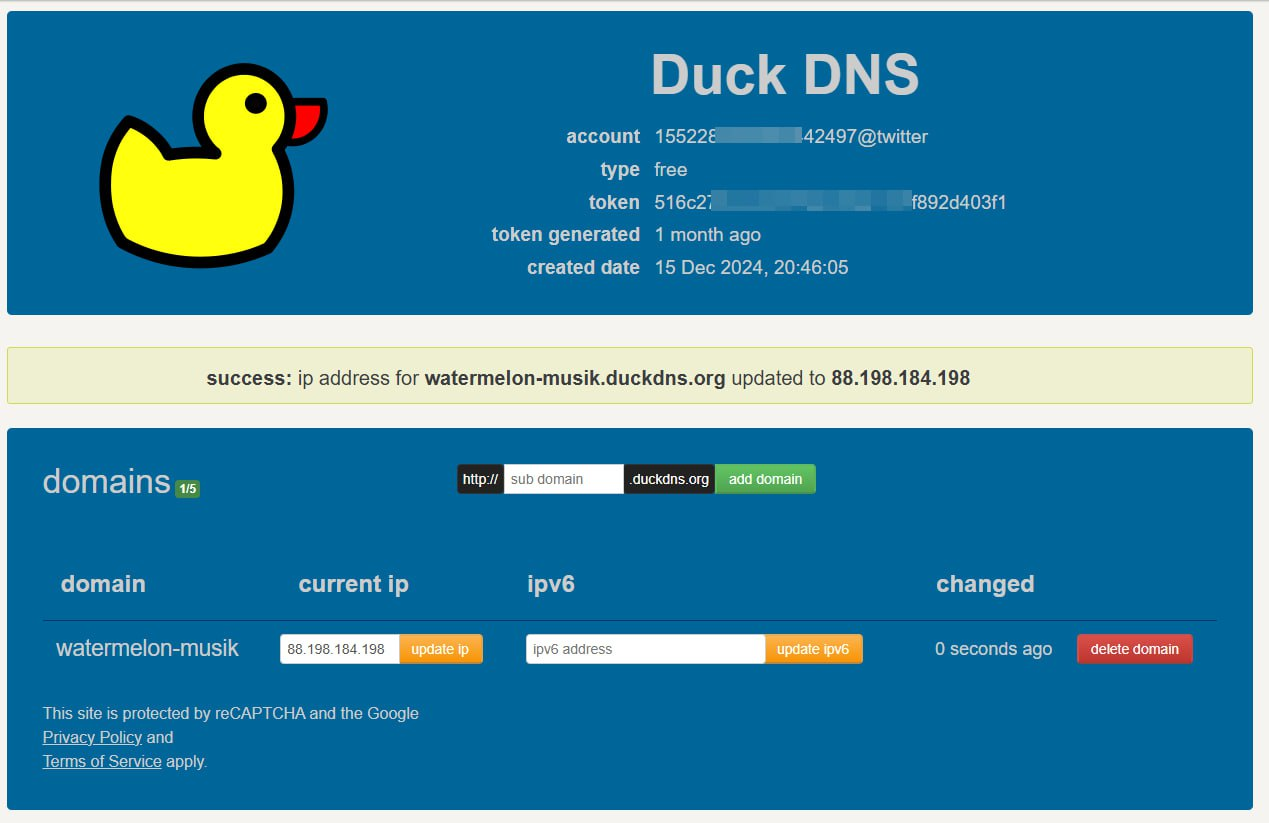 Duck DNS
account 155228 42497@twitter
type free
token 516c27 f892d403f1
token generated 1 month ago
created date 15 Dec 2024, 20:46:05
success: ip address for watermelon-musik.duckdns.org updated to 88.198.184.198
domains 1/5
http:// sub domain .duckdns.org add domain
domain current ip ipv6 changed
watermelon-musik 88.198.184.198 update ip ipv6 address update ipv6 0 seconds ago delete domain
This site is protected by reCAPTCHA and the Google
Privacy Policy and
Terms of Service apply.